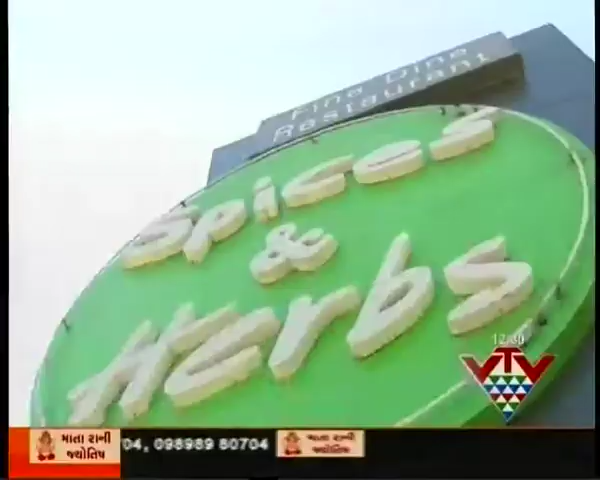 Fine Dine
Restaurant
Spices
&
Herbs
12:30
VTV
માતા રાની
જ્યોતિષ
04, 098989 80704
માતા રાની
જ્યોતિષ